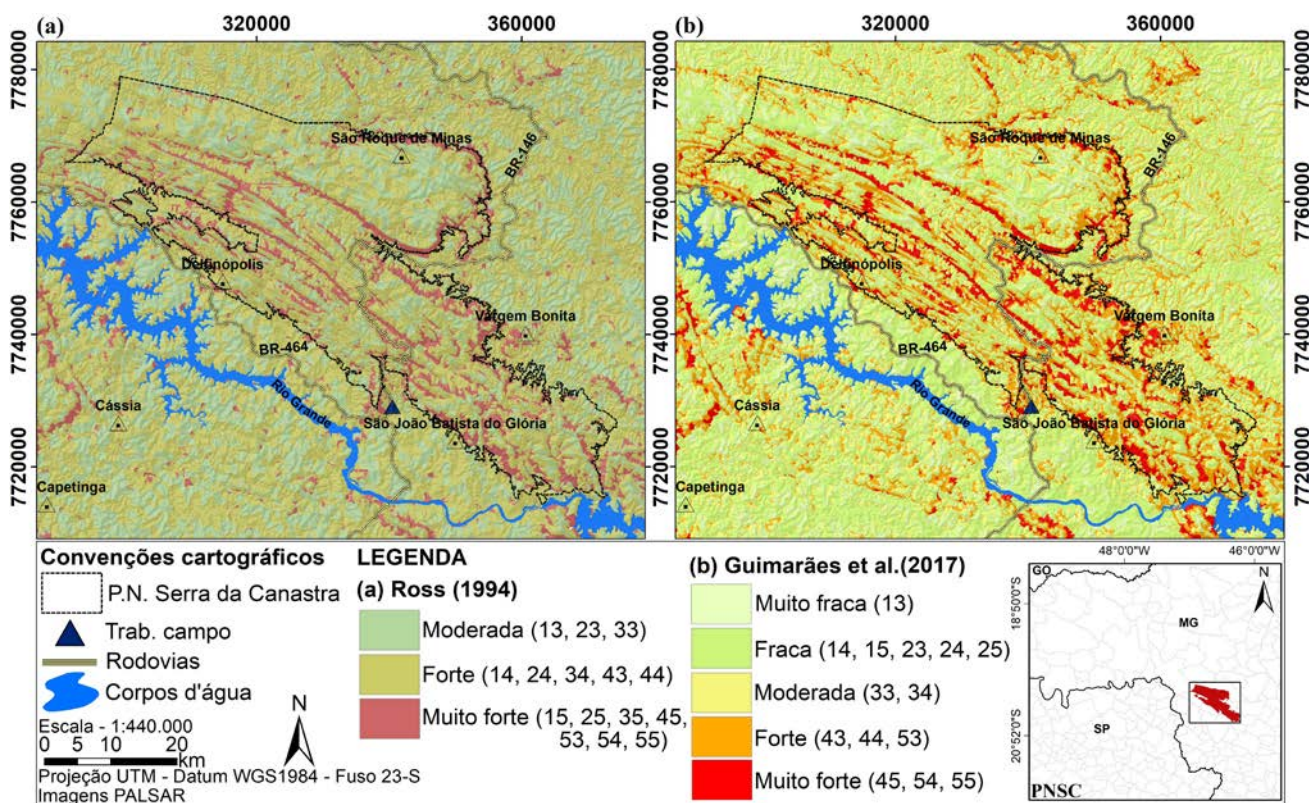 (a)
320000
360000
7780000
7760000
7740000
7720000
São Roque de Minas
BR-146
Delfinópolis
Vargem Bonita
BR-464
Rio Grande
Cássia
São João Batista do Glória
Capetinga
(b)
320000
360000
7780000
7760000
7740000
7720000
São Roque de Minas
BR-146
Delfinópolis
Vargem Bonita
BR-464
Rio Grande
Cássia
São João Batista do Glória
Capetinga
Convenções cartográficos
P.N. Serra da Canastra
Trab. campo
Rodovias
Corpos d'água
Escala - 1:440.000
0 5 10 20
km
N
Projeção UTM - Datum WGS1984 - Fuso 23-S
Imagens PALSAR
LEGENDA
(a) Ross (1994)
Moderada (13, 23, 33)
Forte (14, 24, 34, 43, 44)
Muito forte (15, 25, 35, 45,
53, 54, 55)
(b) Guimarães et al.(2017)
Muito fraca (13)
Fraca (14, 15, 23, 24, 25)
Moderada (33, 34)
Forte (43, 44, 53)
Muito forte (45, 54, 55)
48°0'0"W
46°0'0"W
18°50'0"S
20°52'0"S
GO
MG
SP
N
PNSC